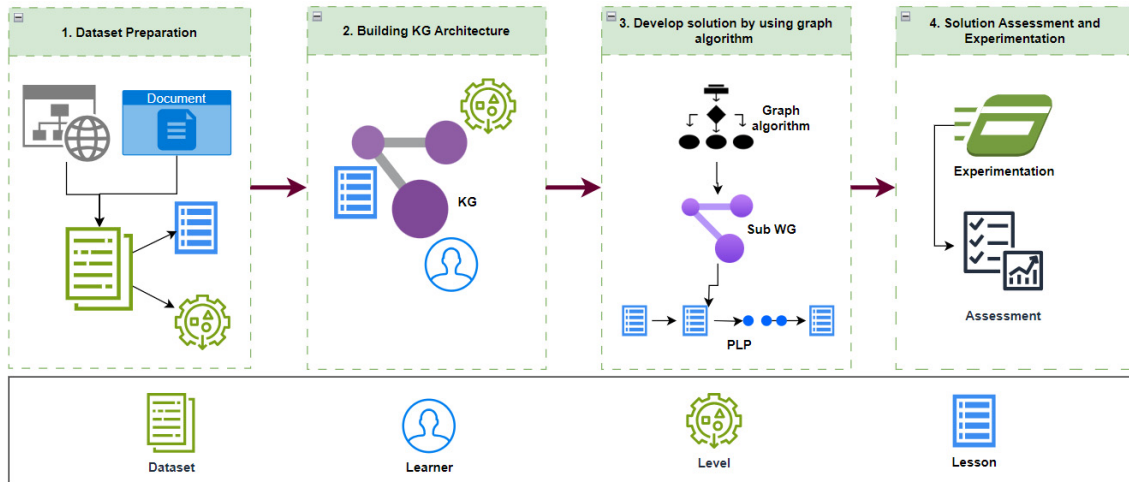 1. Dataset Preparation
2. Building KG Architecture
3. Develop solution by using graph
algorithm
4. Solution Assessment and
Experimentation
Document
KG
Graph
algorithm
Sub WG
PLP
Experimentation
Assessment
Dataset
Learner
Level
Lesson